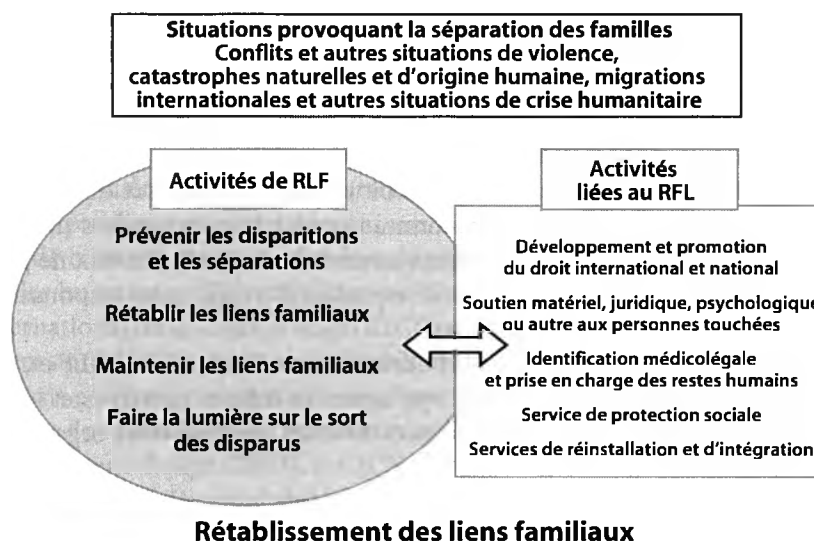 Situations provoquant la séparation des familles
Conflits et autres situations de violence,
catastrophes naturelles et d'origine humaine, migrations
internationales et autres situations de crise humanitaire
Activités de RLF
Prévenir les disparitions
et les séparations
Rétablir les liens familiaux
Maintenir les liens familiaux
Faire la lumière sur le sort
des disparus
Activités
liées au RFL
Développement et promotion
du droit international et national
Soutien matériel, juridique, psychologique
ou autre aux personnes touchées
Identification médicolégale
et prise en charge des restes humains
Service de protection sociale
Services de réinstallation et d'intégration
Rétablissement des liens familiaux